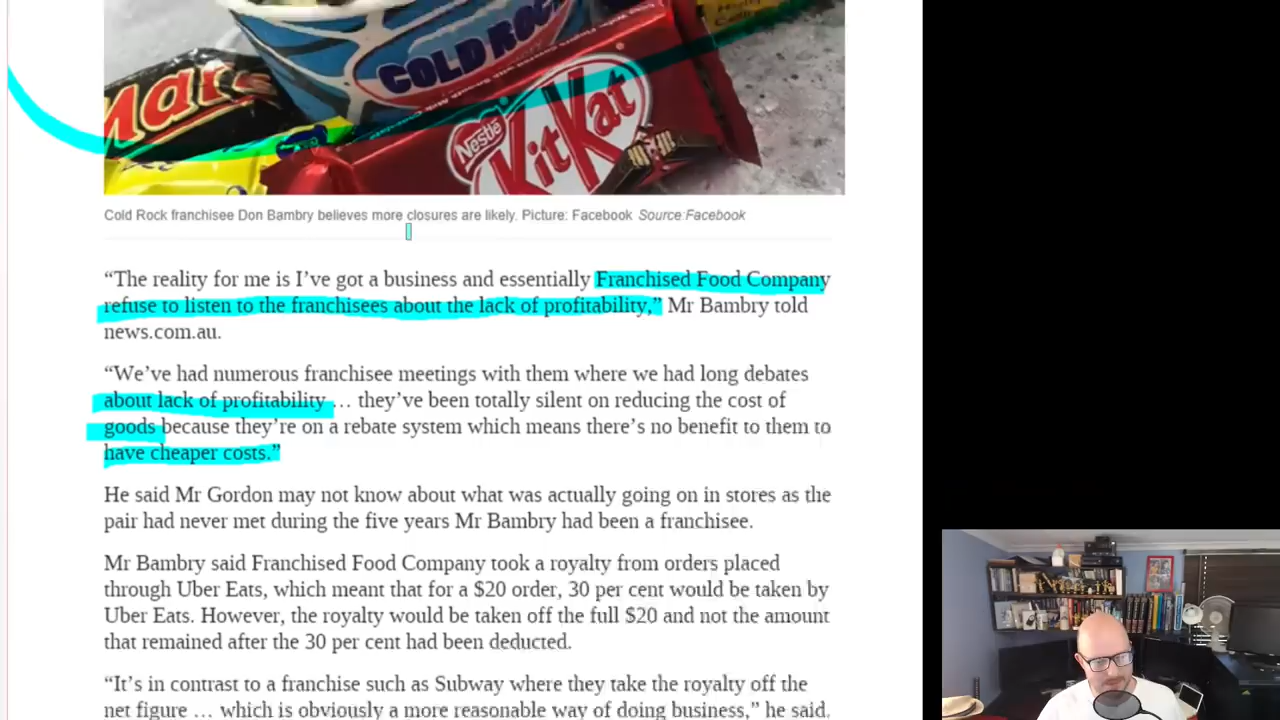 COLD ROCK
Mars
Nestle
KitKat
Cold Rock franchisee Don Bambry believes more closures are likely. Picture: Facebook Source:Facebook
“The reality for me is I’ve got a business and essentially Franchised Food Company
refuse to listen to the franchisees about the lack of profitability,” Mr Bambry told
news.com.au.
“We’ve had numerous franchisee meetings with them where we had long debates
about lack of profitability … they’ve been totally silent on reducing the cost of
goods because they’re on a rebate system which means there’s no benefit to them to
have cheaper costs.”
He said Mr Gordon may not know about what was actually going on in stores as the
pair had never met during the five years Mr Bambry had been a franchisee.
Mr Bambry said Franchised Food Company took a royalty from orders placed
through Uber Eats, which meant that for a $20 order, 30 per cent would be taken by
Uber Eats. However, the royalty would be taken off the full $20 and not the amount
that remained after the 30 per cent had been deducted.
“It’s in contrast to a franchise such as Subway where they take the royalty off the
net figure … which is obviously a more reasonable way of doing business,” he said.